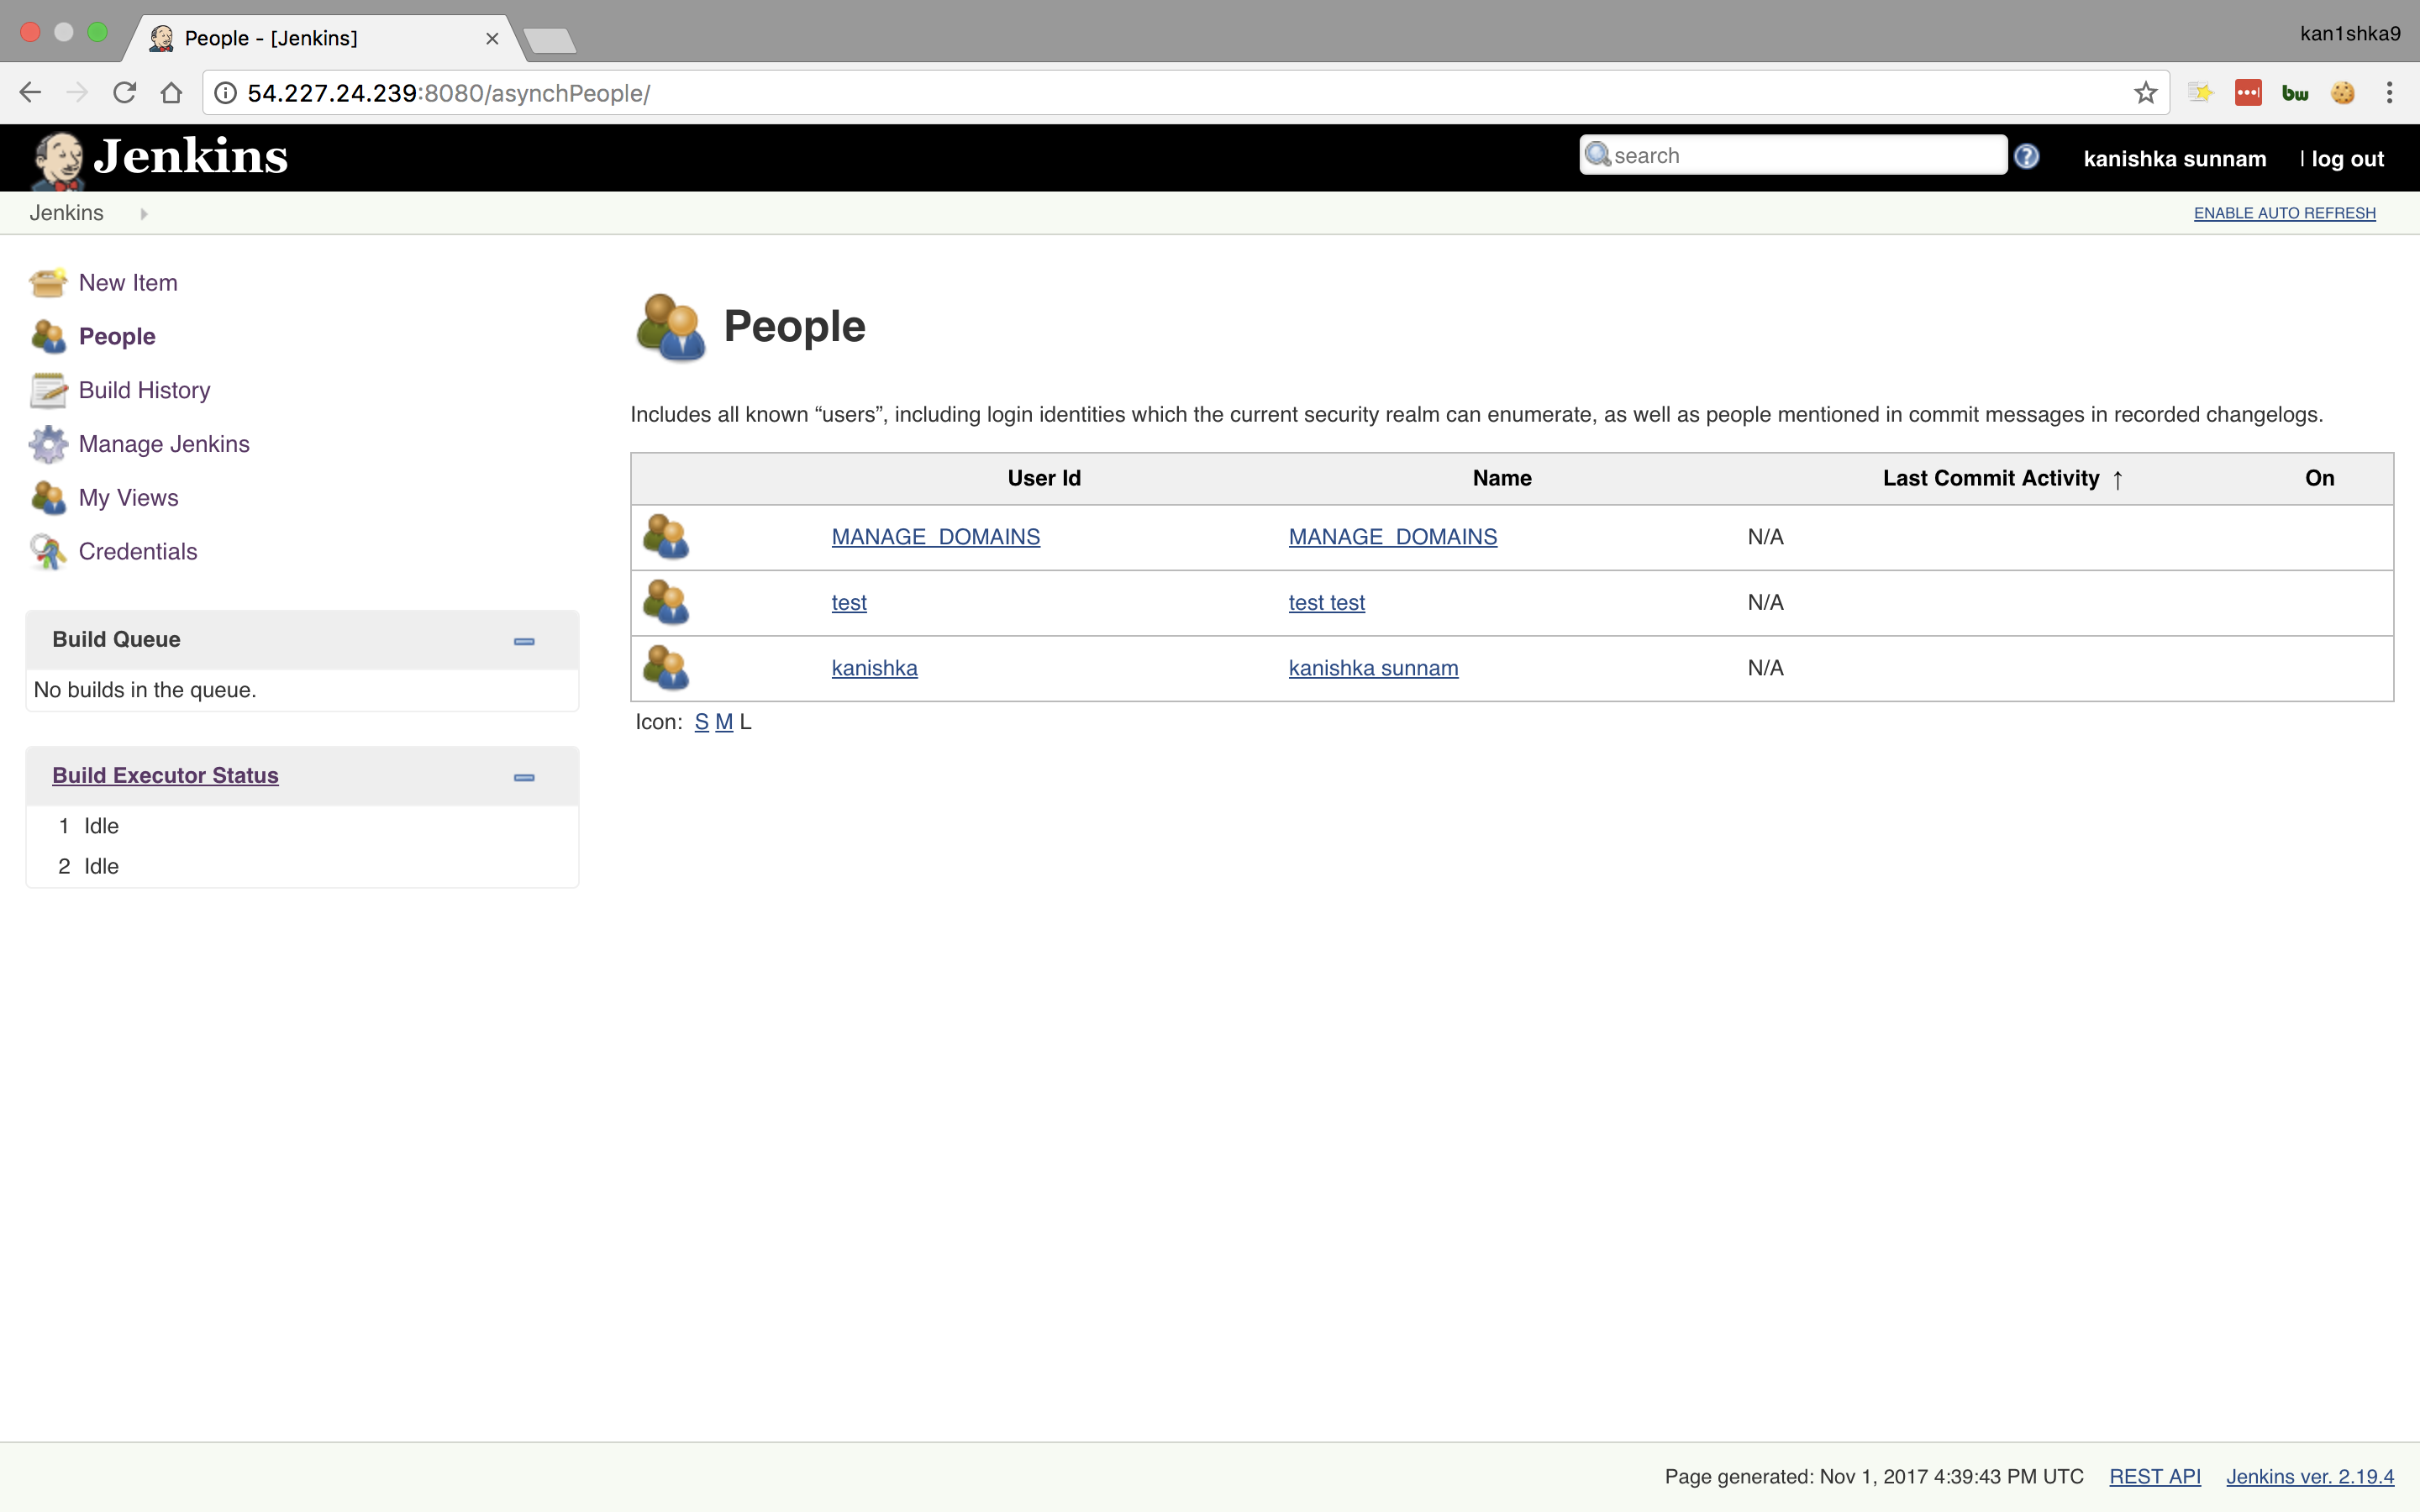 People - [Jenkins]
kan1shka9
54.227.24.239:8080/asynchPeople/
bw
Jenkins
search
kanishka sunnam
| log out
Jenkins
ENABLE AUTO REFRESH
New Item
People
Build History
Manage Jenkins
My Views
Credentials
Build Queue
No builds in the queue.
Build Executor Status
1 Idle
2 Idle
People
Includes all known “users”, including login identities which the current security realm can enumerate, as well as people mentioned in commit messages in recorded changelogs.
User Id Name Last Commit Activity ↑ On
MANAGE_DOMAINS MANAGE_DOMAINS N/A
test test test N/A
kanishka kanishka sunnam N/A
Icon: S M L
Page generated: Nov 1, 2017 4:39:43 PM UTC REST API Jenkins ver. 2.19.4